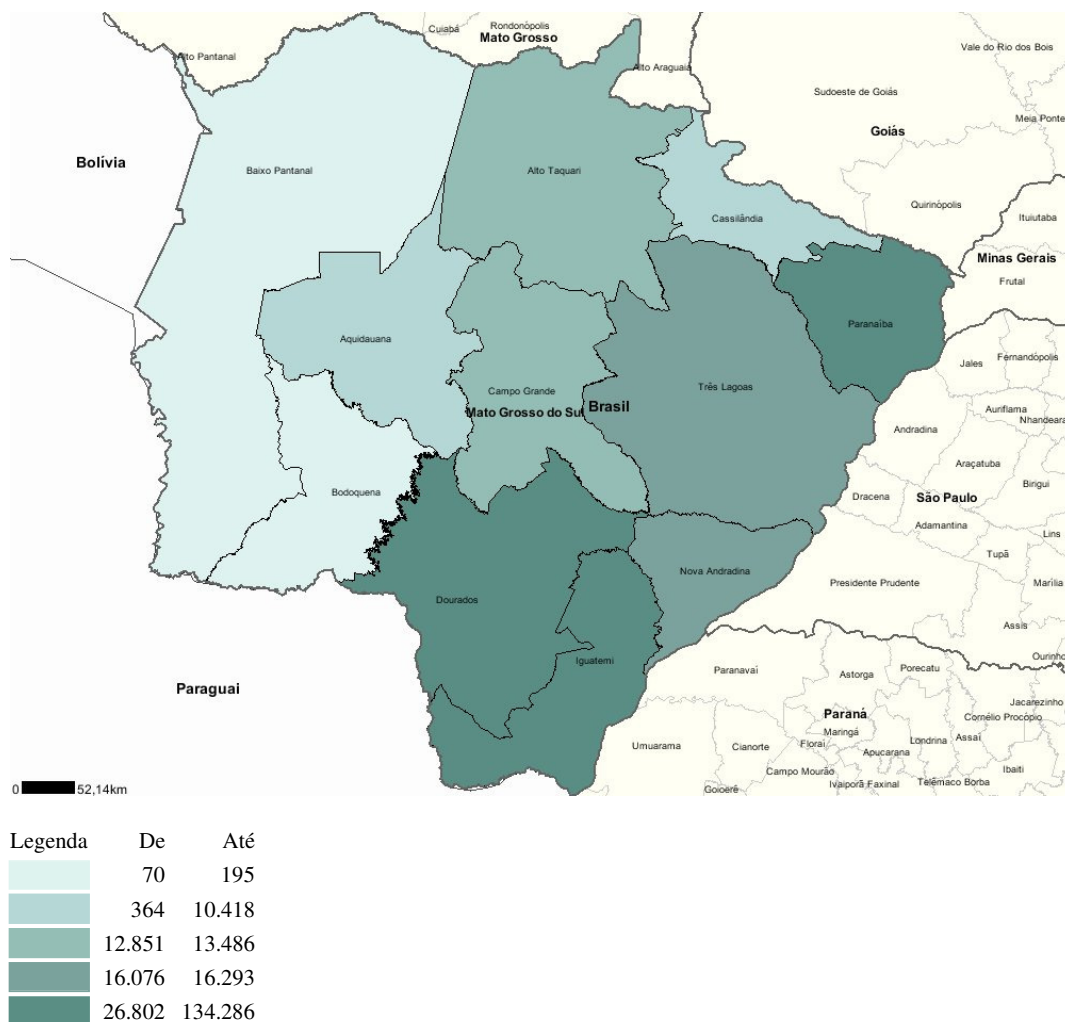 Cuiabá
Rondonópolis
Mato Grosso
Alto Pantanal
Alto Araguaia
Vale do Rio dos Bois
Sudoeste de Goiás
Meia Ponte
Goiás
Bolívia
Baixo Pantanal
Alto Taquari
Quirinópolis
Cassilândia
Ituiutaba
Minas Gerais
Frutal
Paranaíba
Aquidauana
Jales
Fernandópolis
Três Lagoas
Campo Grande
Mato Grosso do Sul
Brasil
Auriflama
Nhandeara
Andradina
Araçatuba
Birigui
Bodoquena
Dracena
São Paulo
Adamantina
Lins
Tupã
Nova Andradina
Presidente Prudente
Marília
Dourados
Assis
Iguatemi
Ourinho
Paranavaí
Astorga
Porecatu
Paraguai
Jacarezinho
Paraná
Cornélio Procópio
Maringá
Umuarama
Cianorte
Floraí
Londrina
Assaí
Apucarana
Campo Mourão
Ibaiti
Goioerê
Ivaiporã
Faxinal
Telêmaco Borba
0 52,14km
Legenda De Até
70 195
364 10.418
12.851 13.486
16.076 16.293
26.802 134.286